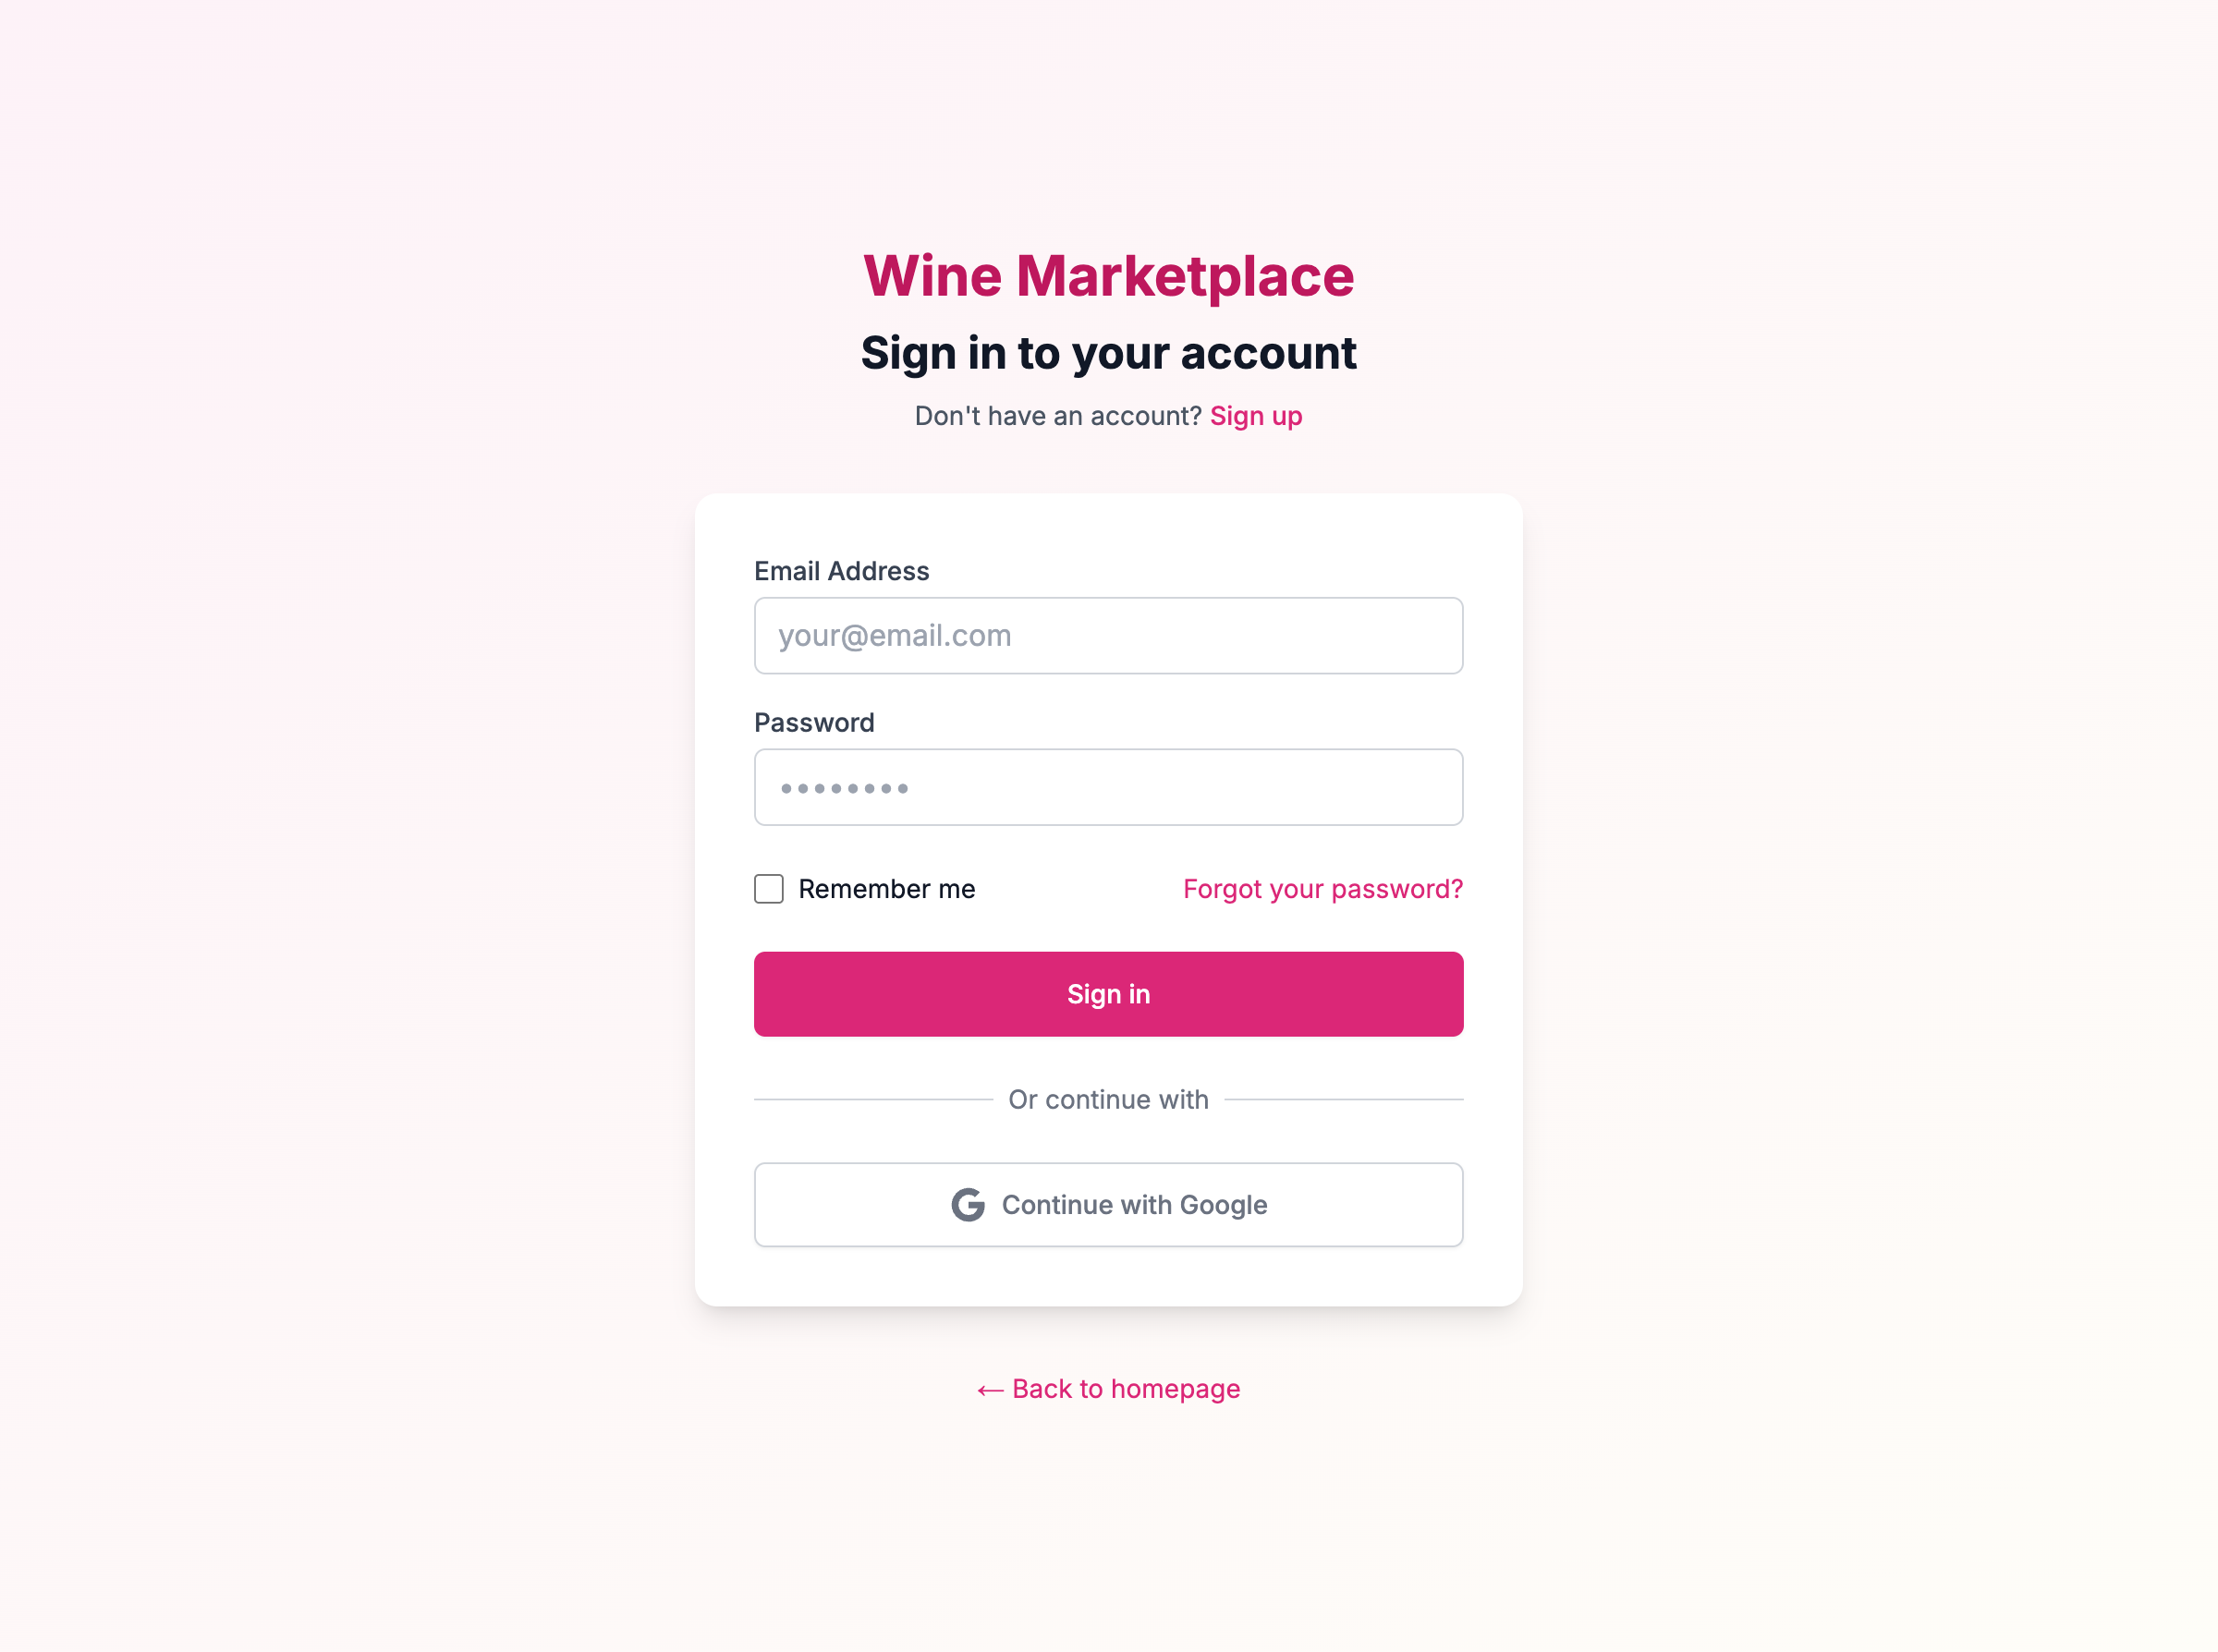 Wine Marketplace
Sign in to your account
Don't have an account? Sign up
Email Address
your@email.com
Password
••••••••
Remember me
Forgot your password?
Sign in
Or continue with
G Continue with Google
← Back to homepage